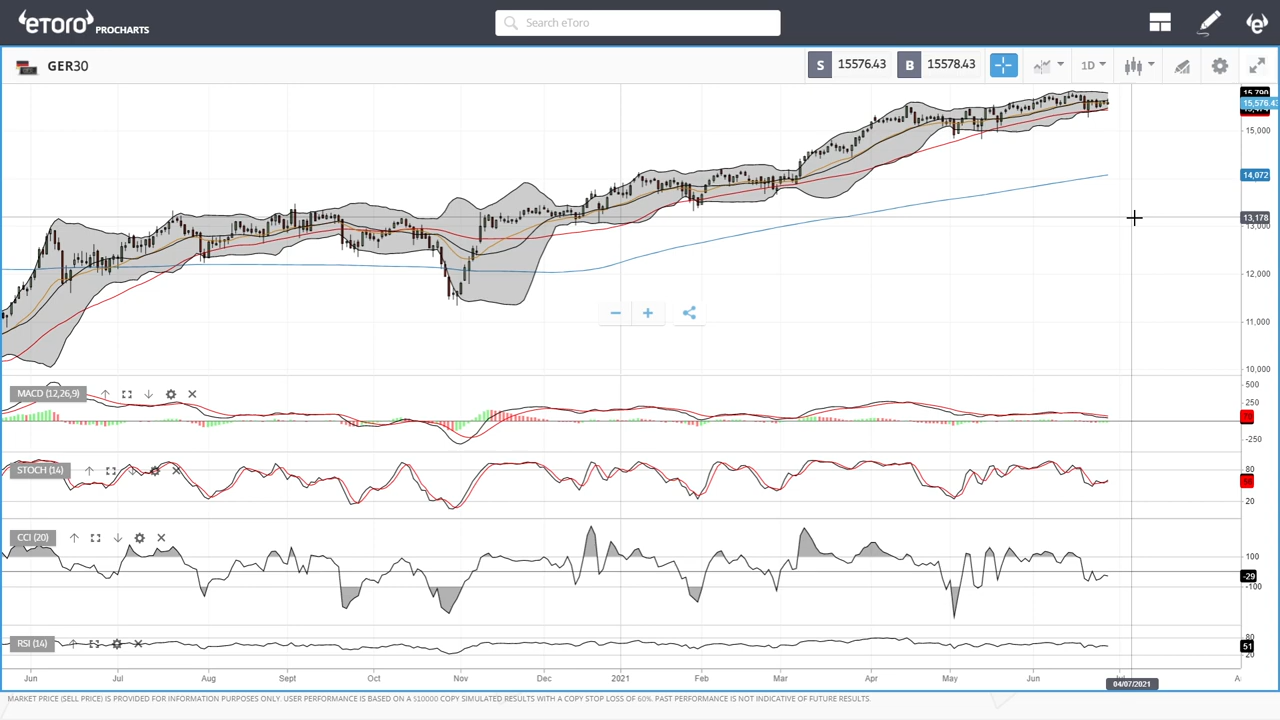 eToro PROCHARTS
Search eToro
GER30
S 15576.43 B 15578.43
1D
15,576.43
15,000
14,072
13,178
13,000
12,000
11,000
10,000
MACD (12,26,9)
500
250
-250
STOCH (14)
80
20
CCI (20)
100
-29
-100
RSI (14)
80
51
20
Jun Jul Aug Sept Oct Nov Dec 2021 Feb Mar Apr May Jun
04/07/2021
MARKET PRICE (SELL PRICE) IS PROVIDED FOR INFORMATION PURPOSES ONLY. USER PERFORMANCE IS BASED ON A $10000 COPY SIMULATED RESULTS WITH A COPY STOP LOSS OF 60%. PAST PERFORMANCE IS NOT INDICATIVE OF FUTURE RESULTS.